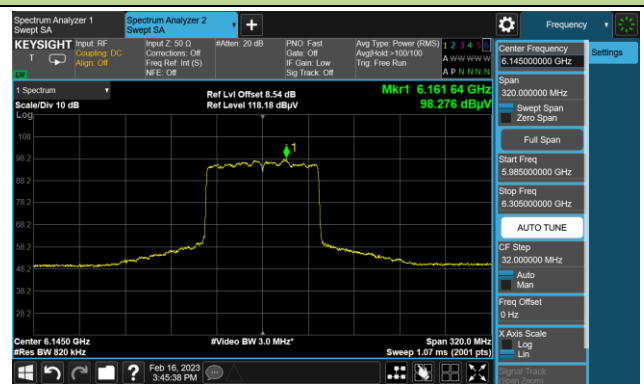 Spectrum Analyzer 1
Swept SA
Spectrum Analyzer 2
Swept SA
Frequency
KEYSIGHT
Input: RF
Coupling: DC
Align: Off
Input Z: 50 Ω
Corrections: Off
Freq Ref: Int (S)
NFE: Off
#Atten: 20 dB
PNO: Fast
Gate: Off
IF Gain: Low
Sig Track: Off
Avg Type: Power (RMS)
Avg|Hold:>100/100
Trig: Free Run
1 2 3 4 5 6
A W W W W W
A P N N N N
LW
1 Spectrum
Scale/Div 10 dB
Log
Ref Lvl Offset 8.54 dB
Ref Level 118.18 dBµV
Mkr1 6.161 64 GHz
98.276 dBµV
1
108
98.2
88.2
78.2
68.2
58.2
48.2
38.2
28.2
Center 6.1450 GHz
#Res BW 820 kHz
#Video BW 3.0 MHz*
Span 320.0 MHz
Sweep 1.07 ms (2001 pts)
Center Frequency
6.145000000 GHz
Settings
Span
320.000000 MHz
Swept Span
Zero Span
Full Span
Start Freq
5.985000000 GHz
Stop Freq
6.305000000 GHz
AUTO TUNE
CF Step
32.000000 MHz
Auto
Man
Freq Offset
0 Hz
X Axis Scale
Log
Lin
Signal Track
(Span Zoom)
Feb 16, 2023
3:45:38 PM